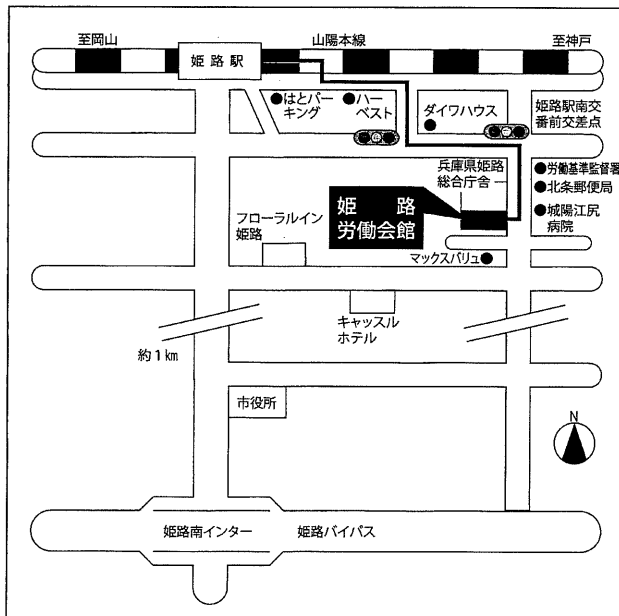 至岡山
姫路駅
山陽本線
至神戸
はとパー
キング
ハー
ベスト
ダイワハウス
姫路駅南交
番前交差点
兵庫県姫路
総合庁舎
労働基準監督署
北条郵便局
城陽江尻
病院
姫路
労働会館
フローラルイン
姫路
マックスバリュ
キャッスル
ホテル
約1km
市役所
N
姫路南インター
姫路バイパス